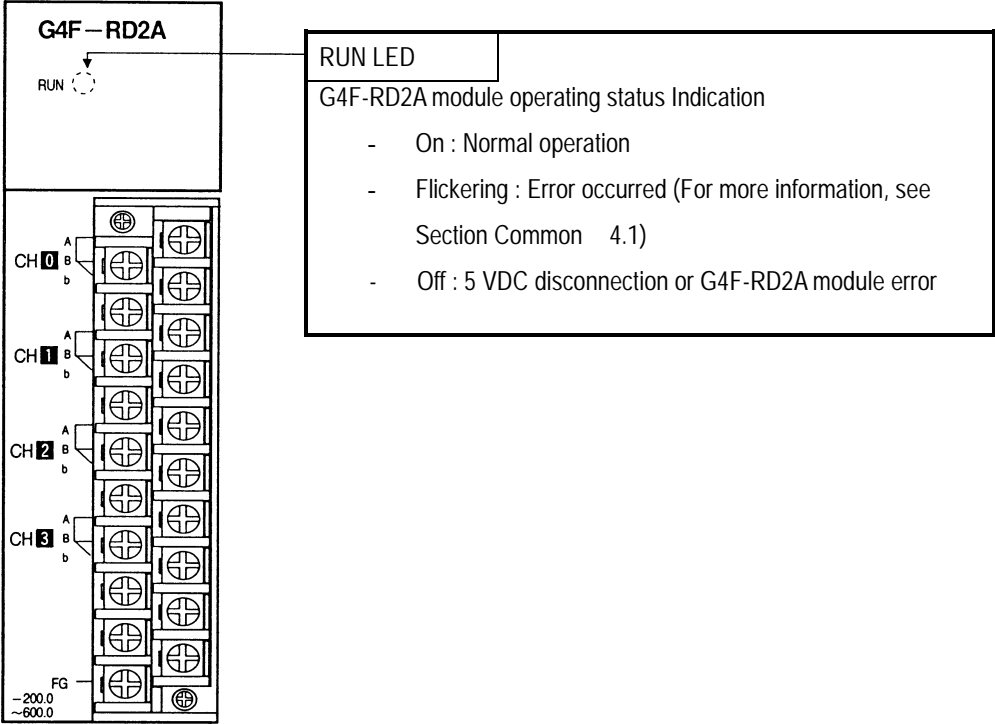 G4F－RD2A
RUN
RUN LED
G4F-RD2A module operating status Indication
- On : Normal operation
- Flickering : Error occurred (For more information, see
Section Common 4.1)
- Off : 5 VDC disconnection or G4F-RD2A module error
A
CH 0 B
b
A
CH 1 B
b
A
CH 2 B
b
A
CH 3 B
b
FG
－200.0
～600.0